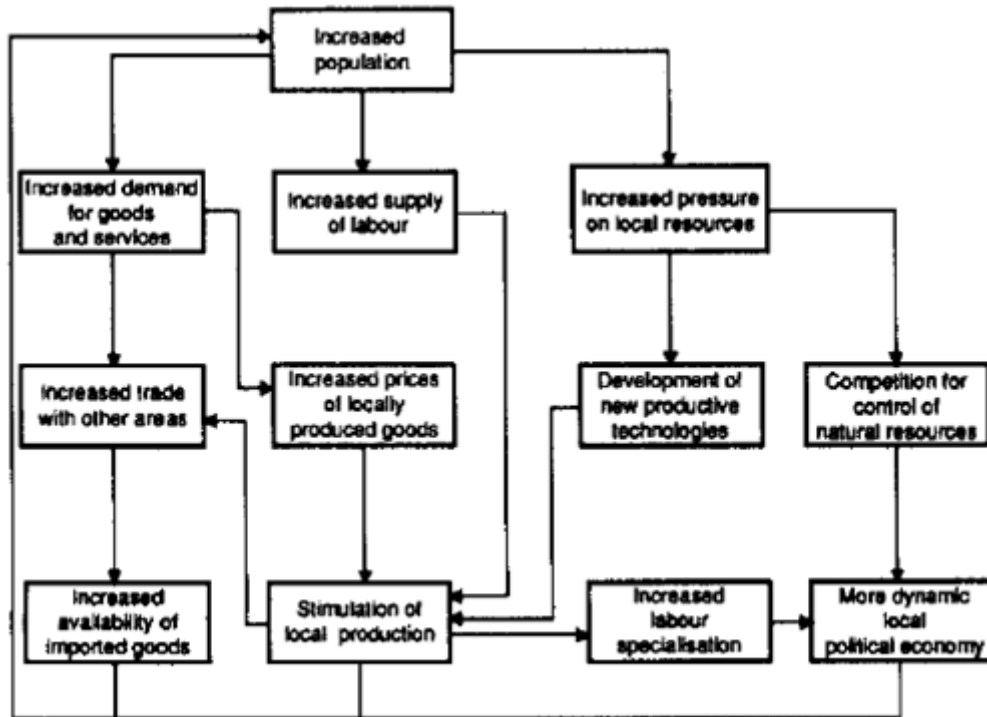 Increased
population
Increased demand
for goods
and services
Increased supply
of labour
Increased pressure
on local resources
Increased trade
with other areas
Increased prices
of locally
produced goods
Development of
new productive
technologies
Competition for
control of
natural resources
Increased
availability of
imported goods
Stimulation of
local production
Increased
labour
specialisation
More dynamic
local
political economy